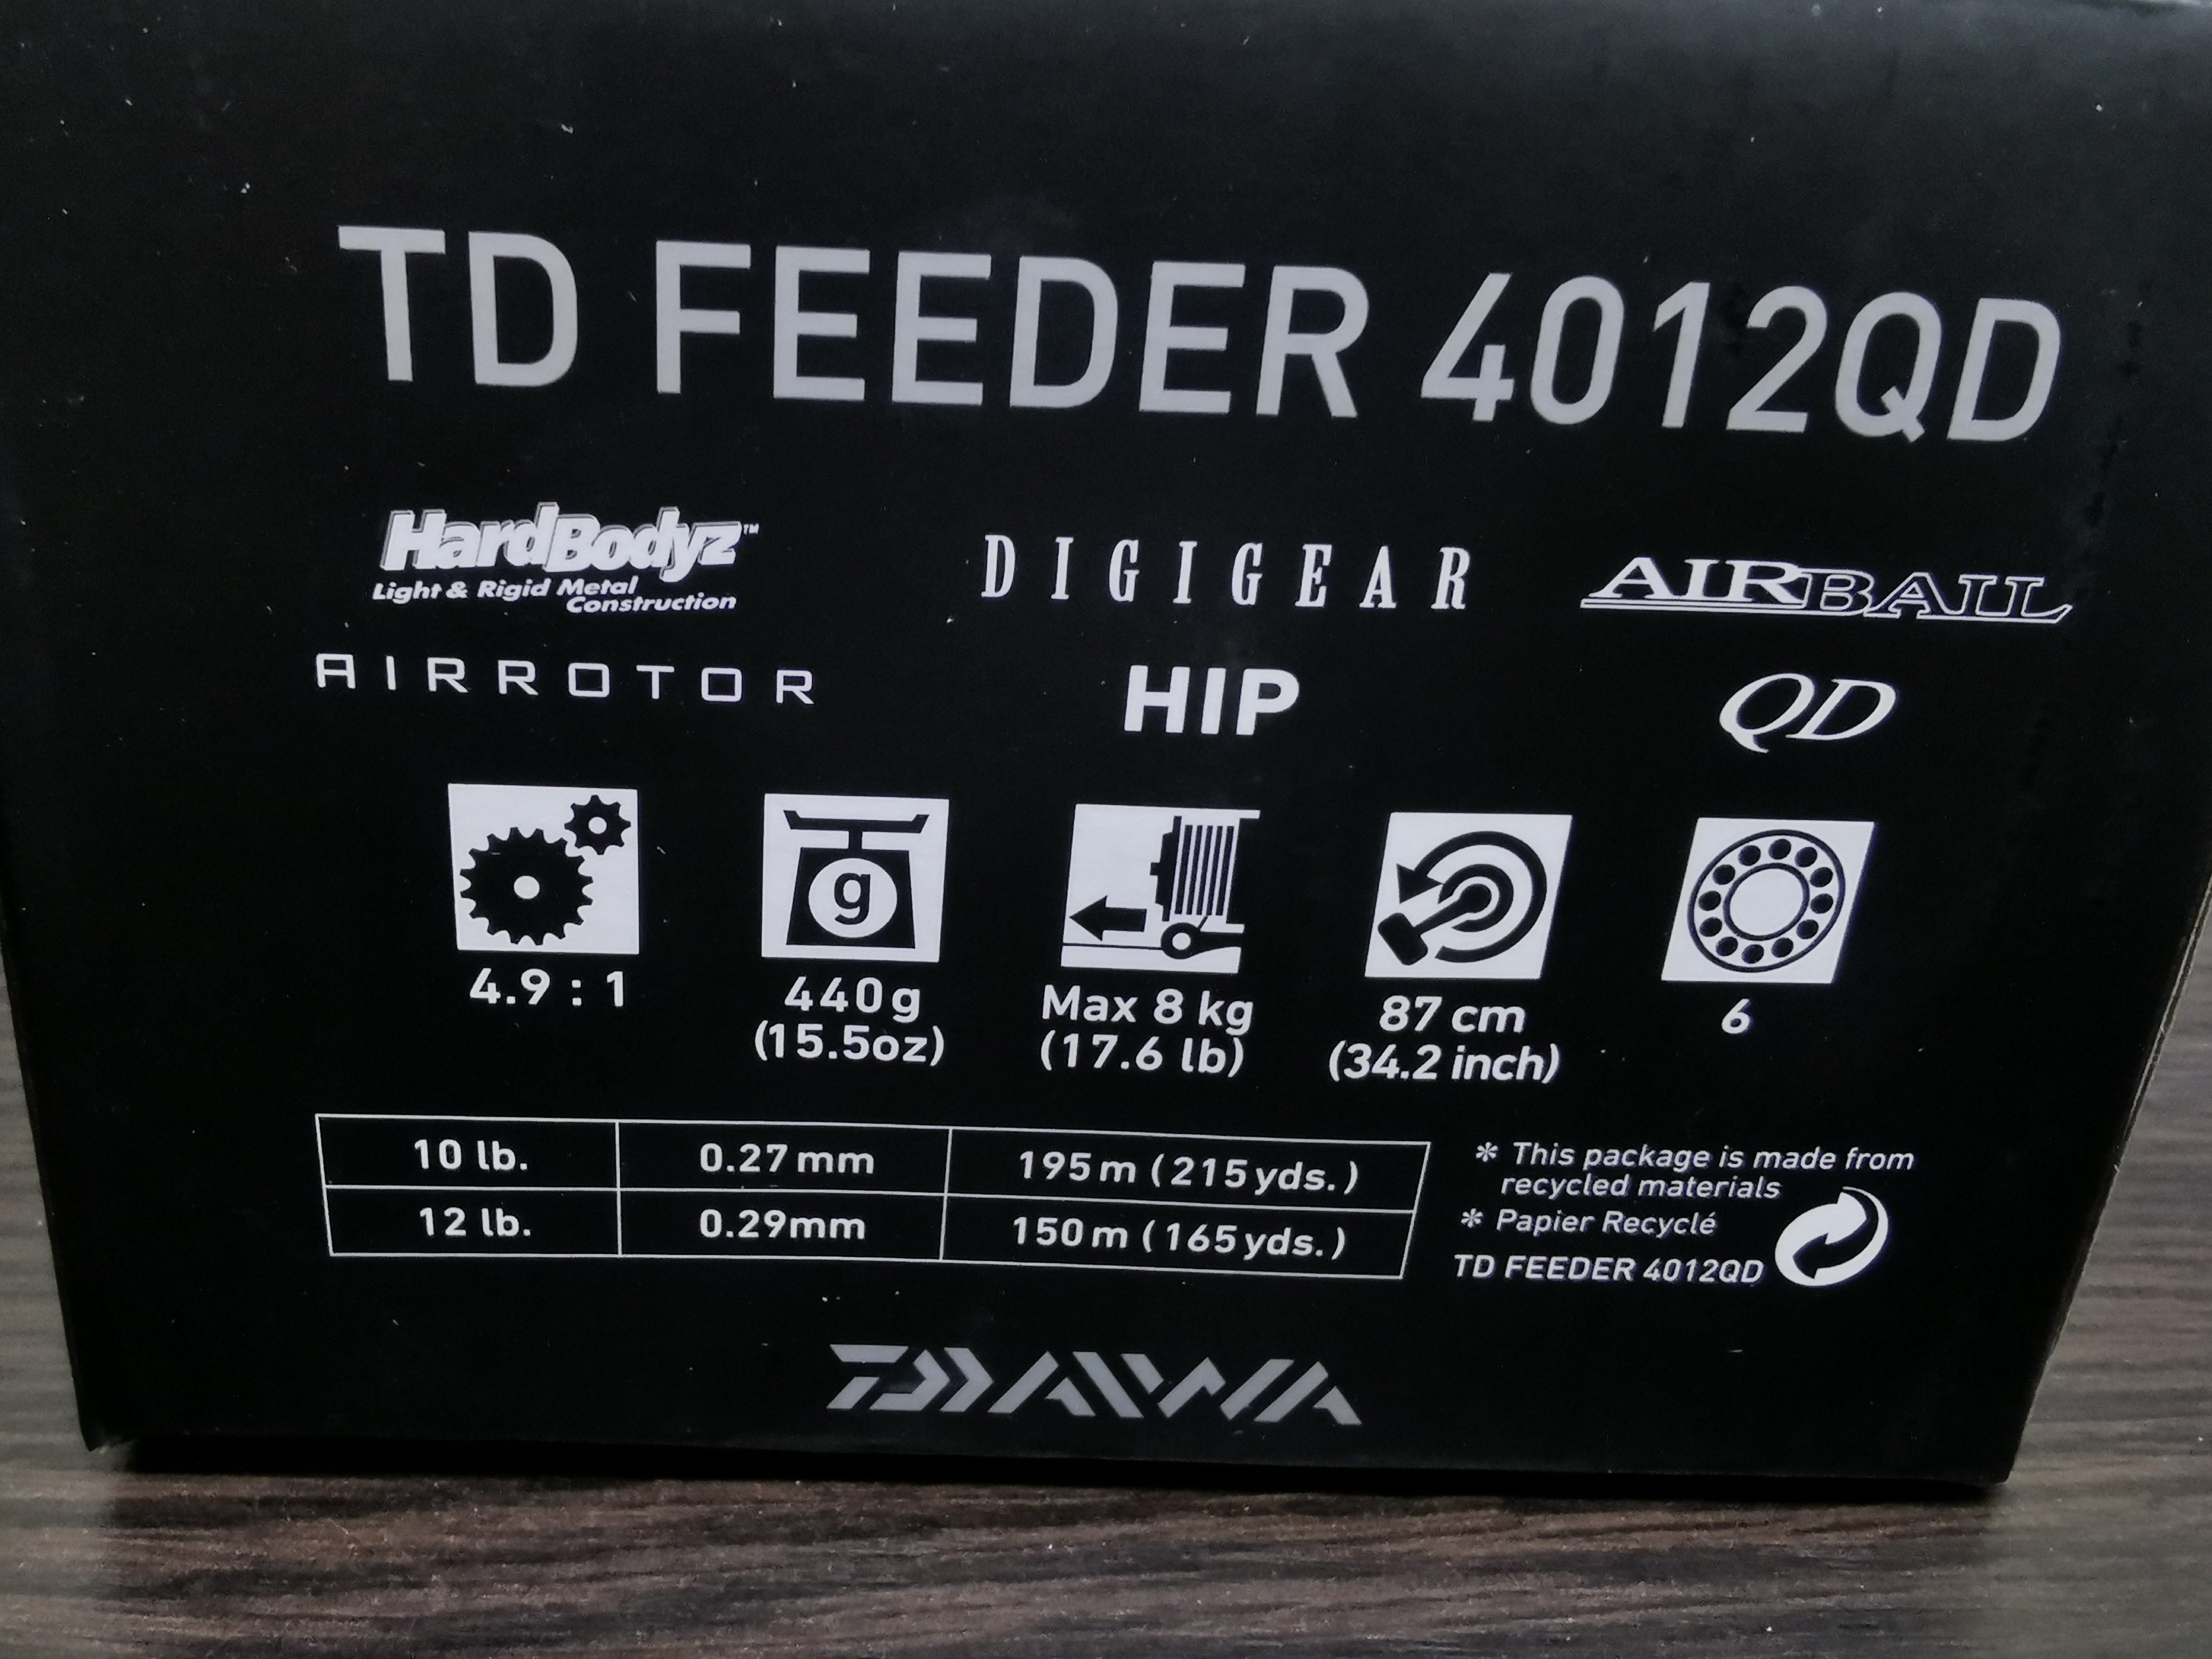 TD FEEDER 4012QD
HardBodyz™ DIGIGEAR AIRBAIL
Light & Rigid Metal
Construction
AIRROTOR HIP QD
g
4.9 : 1 440g Max 8 kg 87 cm 6
(15.5oz) (17.6 lb) (34.2 inch)
10 lb. 0.27 mm 195 m ( 215 yds. )
12 lb. 0.29mm 150 m ( 165 yds. )
* This package is made from
recycled materials
* Papier Recyclé
TD FEEDER 4012QD
DAIWA